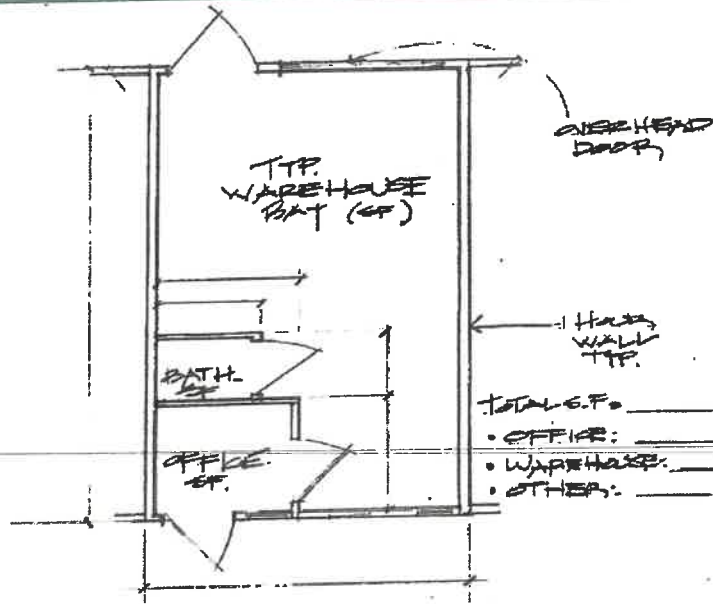 TYP.
WAREHOUSE
BAY (SF)
OVERHEAD
DOOR
1 HOUR
WALL
TYP.
BATH-
SF
OFFICE-
SF.
TOTAL S.F.
• OFFICE:
• WAREHOUSE:
• OTHER: